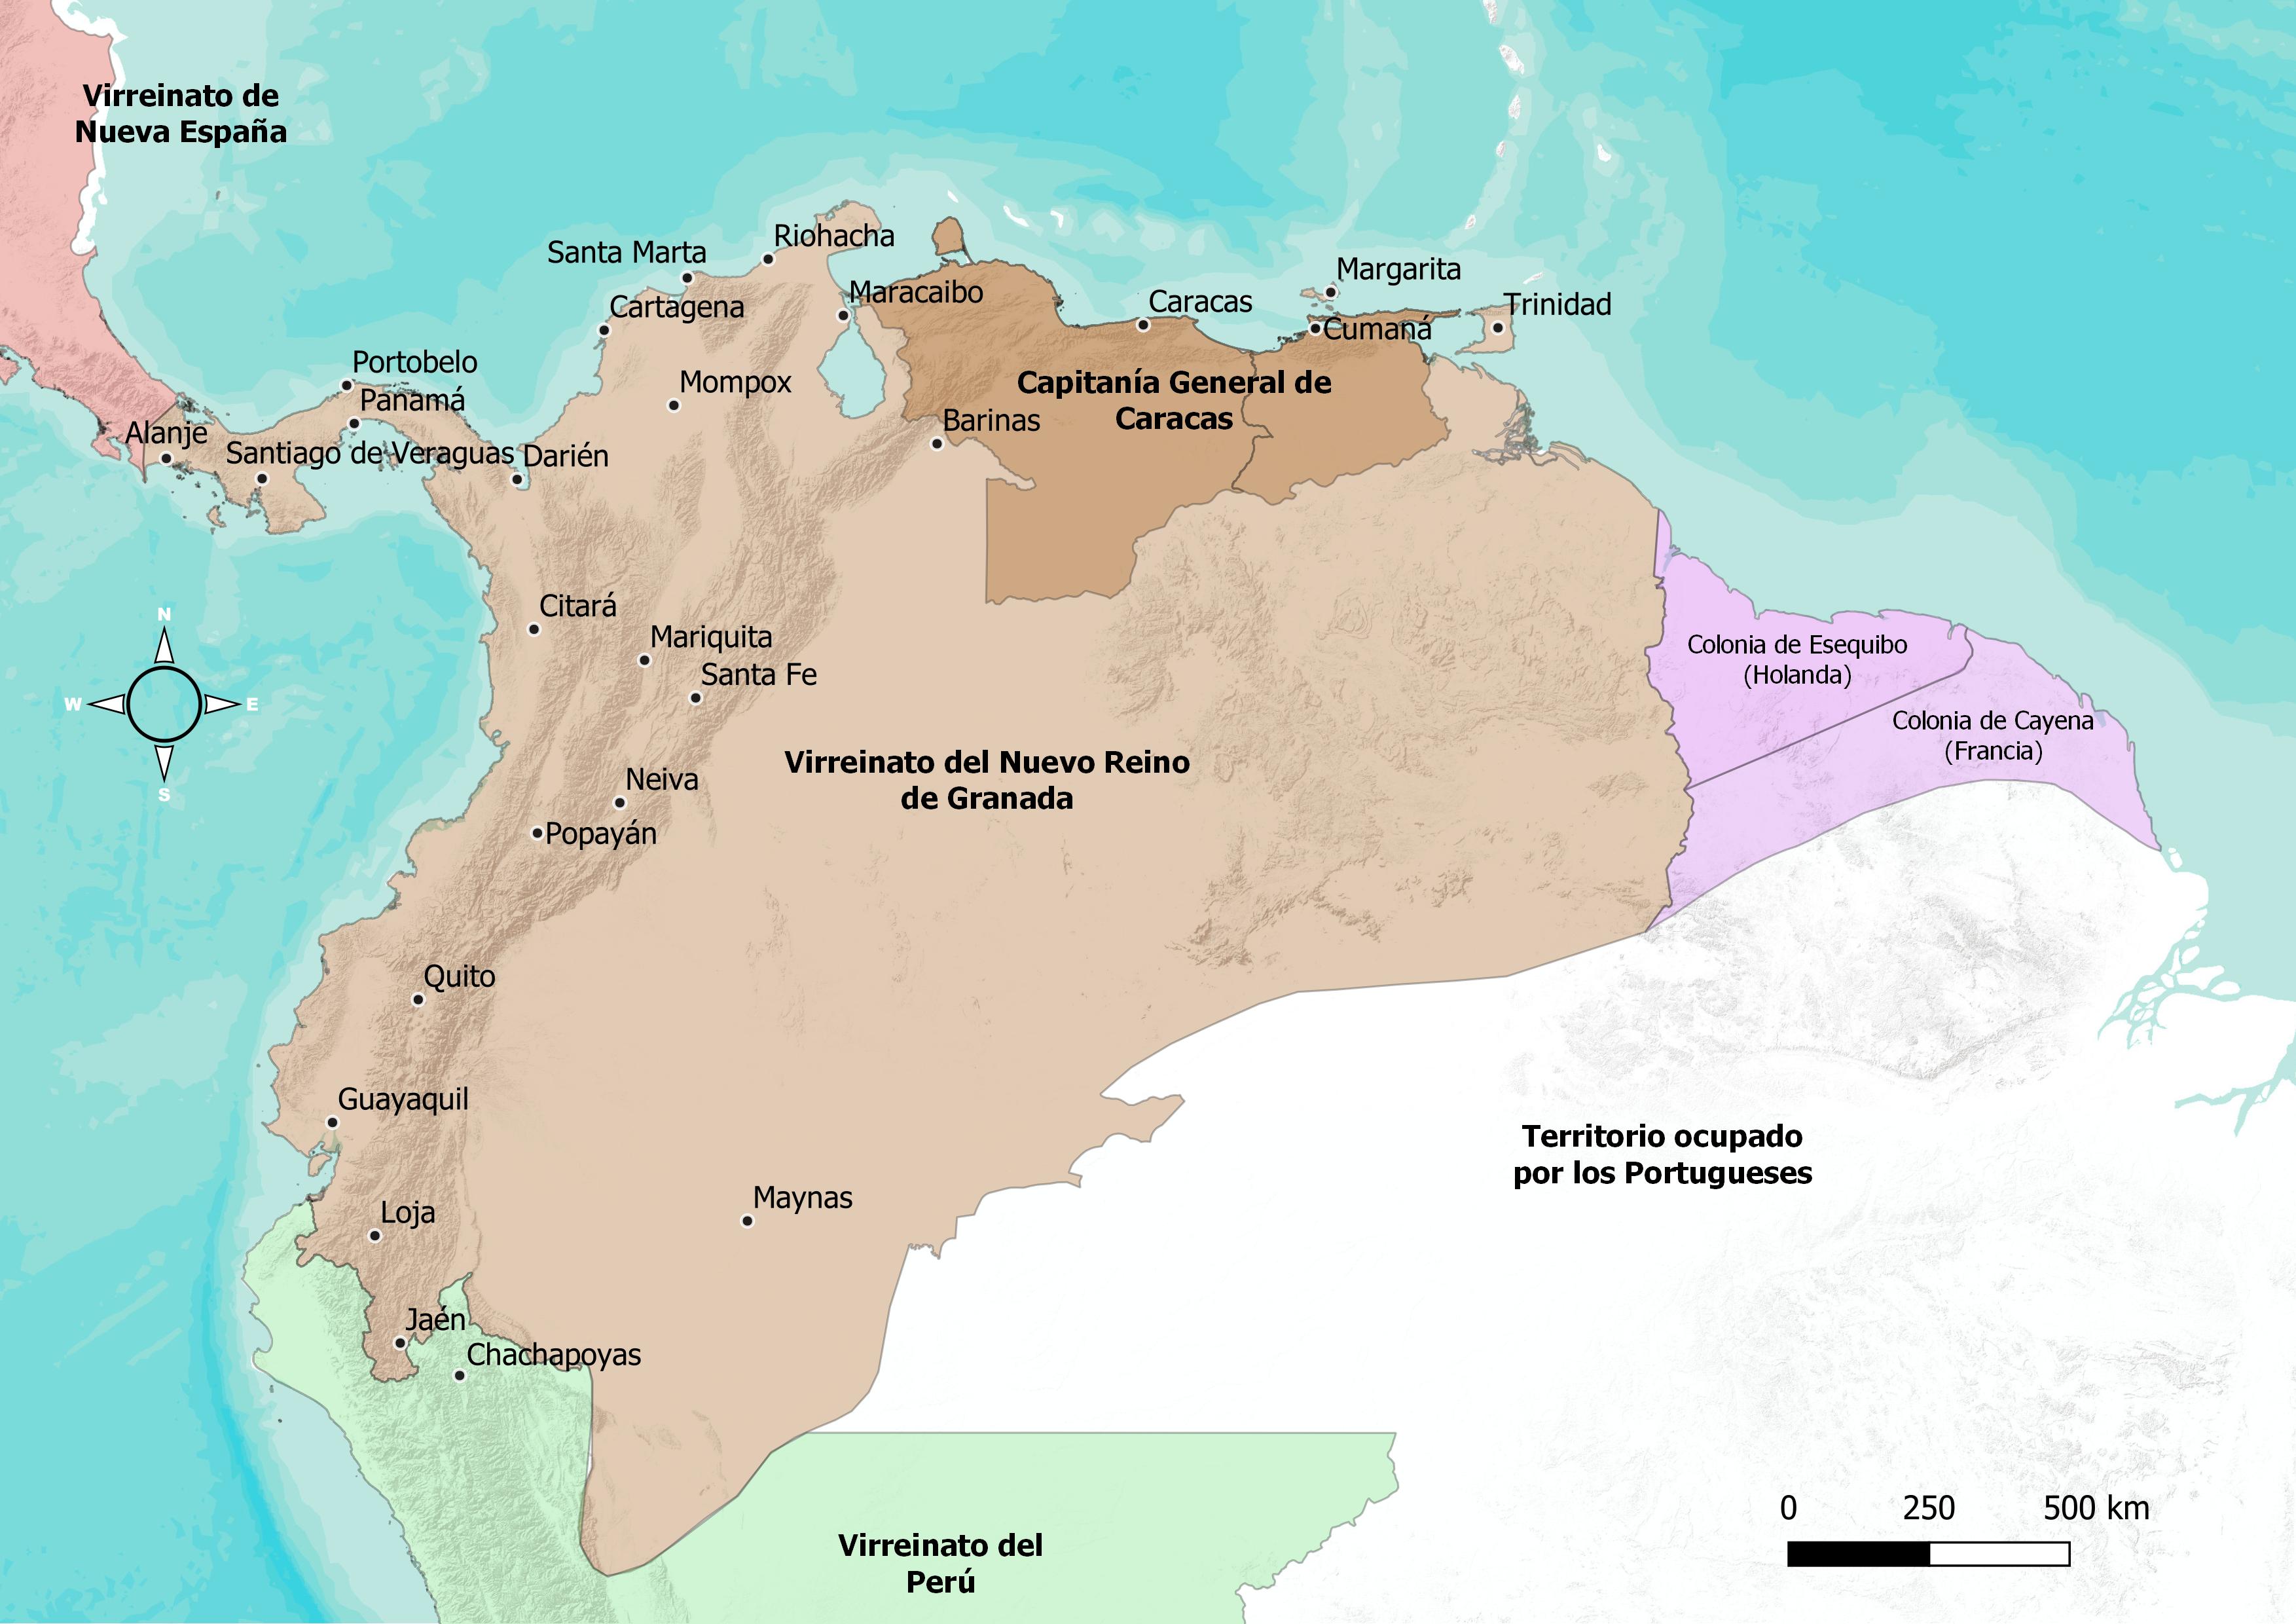 Virreinato de
Nueva España
Riohacha
Santa Marta
Margarita
Maracaibo
Caracas
Trinidad
Cartagena
Cumaná
Portobelo
Mompox
Capitanía General de
Caracas
Panamá
Barinas
Alanje
Santiago de Veraguas
Darién
Citará
N
W
E
S
Mariquita
Colonia de Esequibo
(Holanda)
Santa Fe
Colonia de Cayena
(Francia)
Virreinato del Nuevo Reino
de Granada
Neiva
Popayán
Quito
Guayaquil
Territorio ocupado
por los Portugueses
Maynas
Loja
Jaén
Chachapoyas
0 250 500 km
Virreinato del
Perú